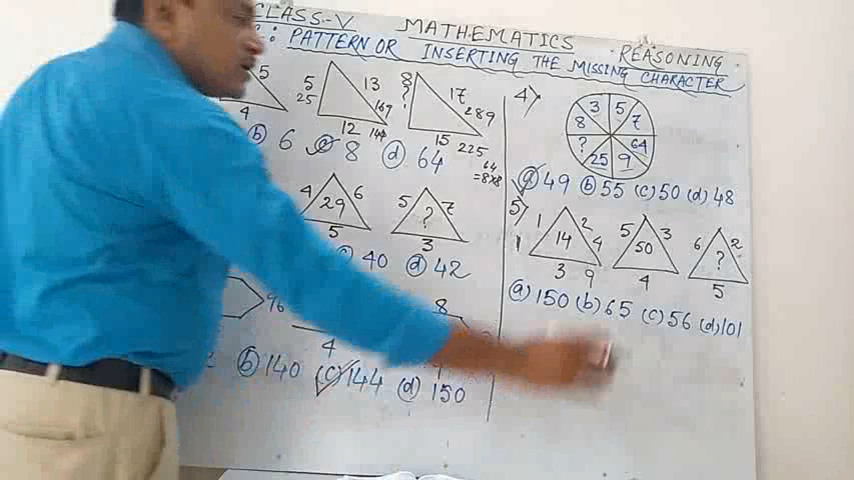 CLASS-V MATHEMATICS REASONING
: PATTERN OR INSERTING THE MISSING CHARACTER
5
4
5
25
13
169
12 144
8
?
17
289
15 225
64
=8×8
(b) 6 (c) 8 (d) 64
4 29 6
5
5 ? 7
3
40 (d) 42
96
4
8
(b) 140 (c) 144 (d) 150
4)
3 5
8 7
? 64
25 9
(a) 49 (b) 55 (c) 50 (d) 48
5)
1 2
1 14 4
3 9
5 50 3
4
6 ? 2
5
(a) 150 (b) 65 (c) 56 (d) 101